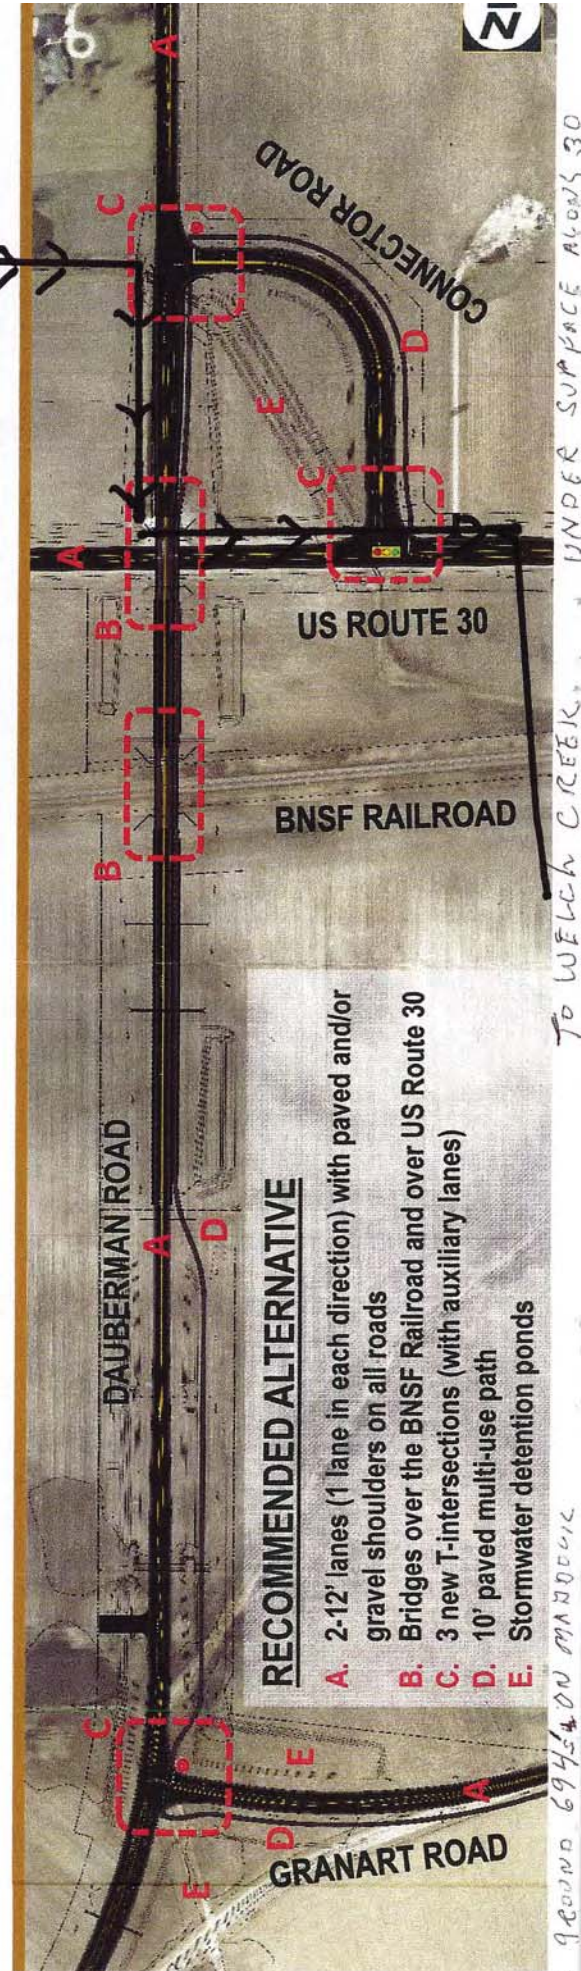 N
A
C
CONNECTOR ROAD
E
D
C
A
B
US ROUTE 30
B
BNSF RAILROAD
DAUBERMAN ROAD
A
D
RECOMMENDED ALTERNATIVE
A. 2-12' lanes (1 lane in each direction) with paved and/or
gravel shoulders on all roads
B. Bridges over the BNSF Railroad and over US Route 30
C. 3 new T-intersections (with auxiliary lanes)
D. 10' paved multi-use path
E. Stormwater detention ponds
C
E
D
A
E
GRANART ROAD
GROUND 694 ON
TO WELCH CREEK UNDER SURFACE ALONG 30